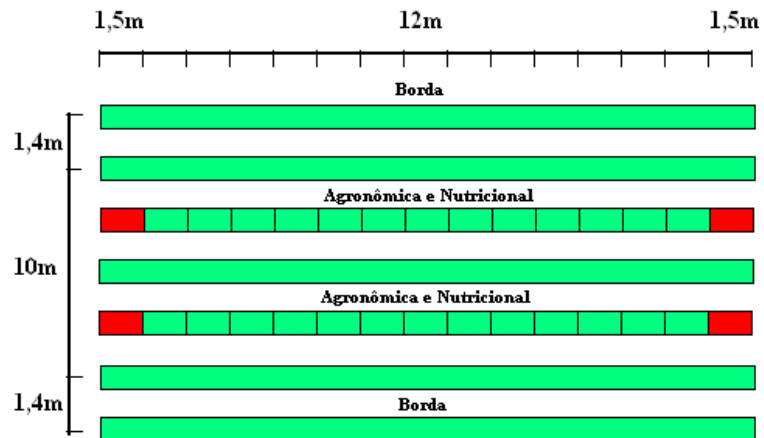 1,5m 12m 1,5m
Borda
1,4m
Agronômica e Nutricional
10m
Agronômica e Nutricional
1,4m
Borda